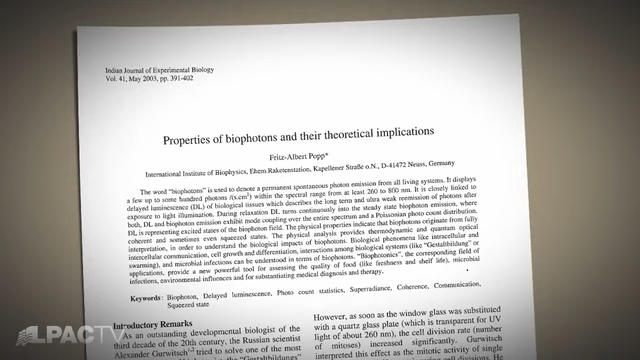 Indian Journal of Experimental Biology
Vol. 41, May 2003, pp. 391-402
Properties of biophotons and their theoretical implications
Fritz-Albert Popp*
International Institute of Biophysics, Ehem.Raketenstation, Kapellener Straße o.N., D-41472 Neuss, Germany
The word "biophotons" is used to denote a permanent spontaneous photon emission from all living systems. It displays
a few up to some hundred photons /(s.cm²) within the spectral range from at least 260 to 800 nm. It is closely linked to
delayed luminescence (DL) of biological tissues which describes the long term and ultra weak reemission of photons after
exposure to light illumination. During relaxation DL turns continuously into the steady state biophoton emission, where
both, DL and biophoton emission exhibit mode coupling over the entire spectrum and a Poissonian photo count distribution.
DL is representing excited states of the biophoton field. The physical properties indicate that biophotons originate from fully
coherent and sometimes even squeezed states. The physical analysis provides thermodynamic and quantum optical
interpretation, in order to understand the biological impacts of biophotons. Biological phenomena like intracellular and
intercellular communication, cell growth and differentiation, interactions among biological systems (like "Gestaltbildung" or
swarming), and microbial infections can be understood in terms of biophotons. "Biophotonics", the corresponding field of
applications, provide a new powerful tool for assessing the quality of food (like freshness and shelf life), microbial
infections, environmental influences and for substantiating medical diagnosis and therapy.
Keywords: Biophoton, Delayed luminescence, Photo count statistics, Superradiance, Coherence, Communication,
Squeezed state
Introductory Remarks
As an outstanding developmental biologist of the
third decade of the 20th century, the Russian scientist
Alexander Gurwitsch¹,² tried to solve one of the most
the "Gestaltbildungs"
However, as soon as the window glass was substituted
with a quartz glass plate (which is transparent for UV
light of about 260 nm), the cell division rate (number
of mitoses) increased significantly. Gurwitsch
interpreted this effect as the mitotic activity of single
LPACTV